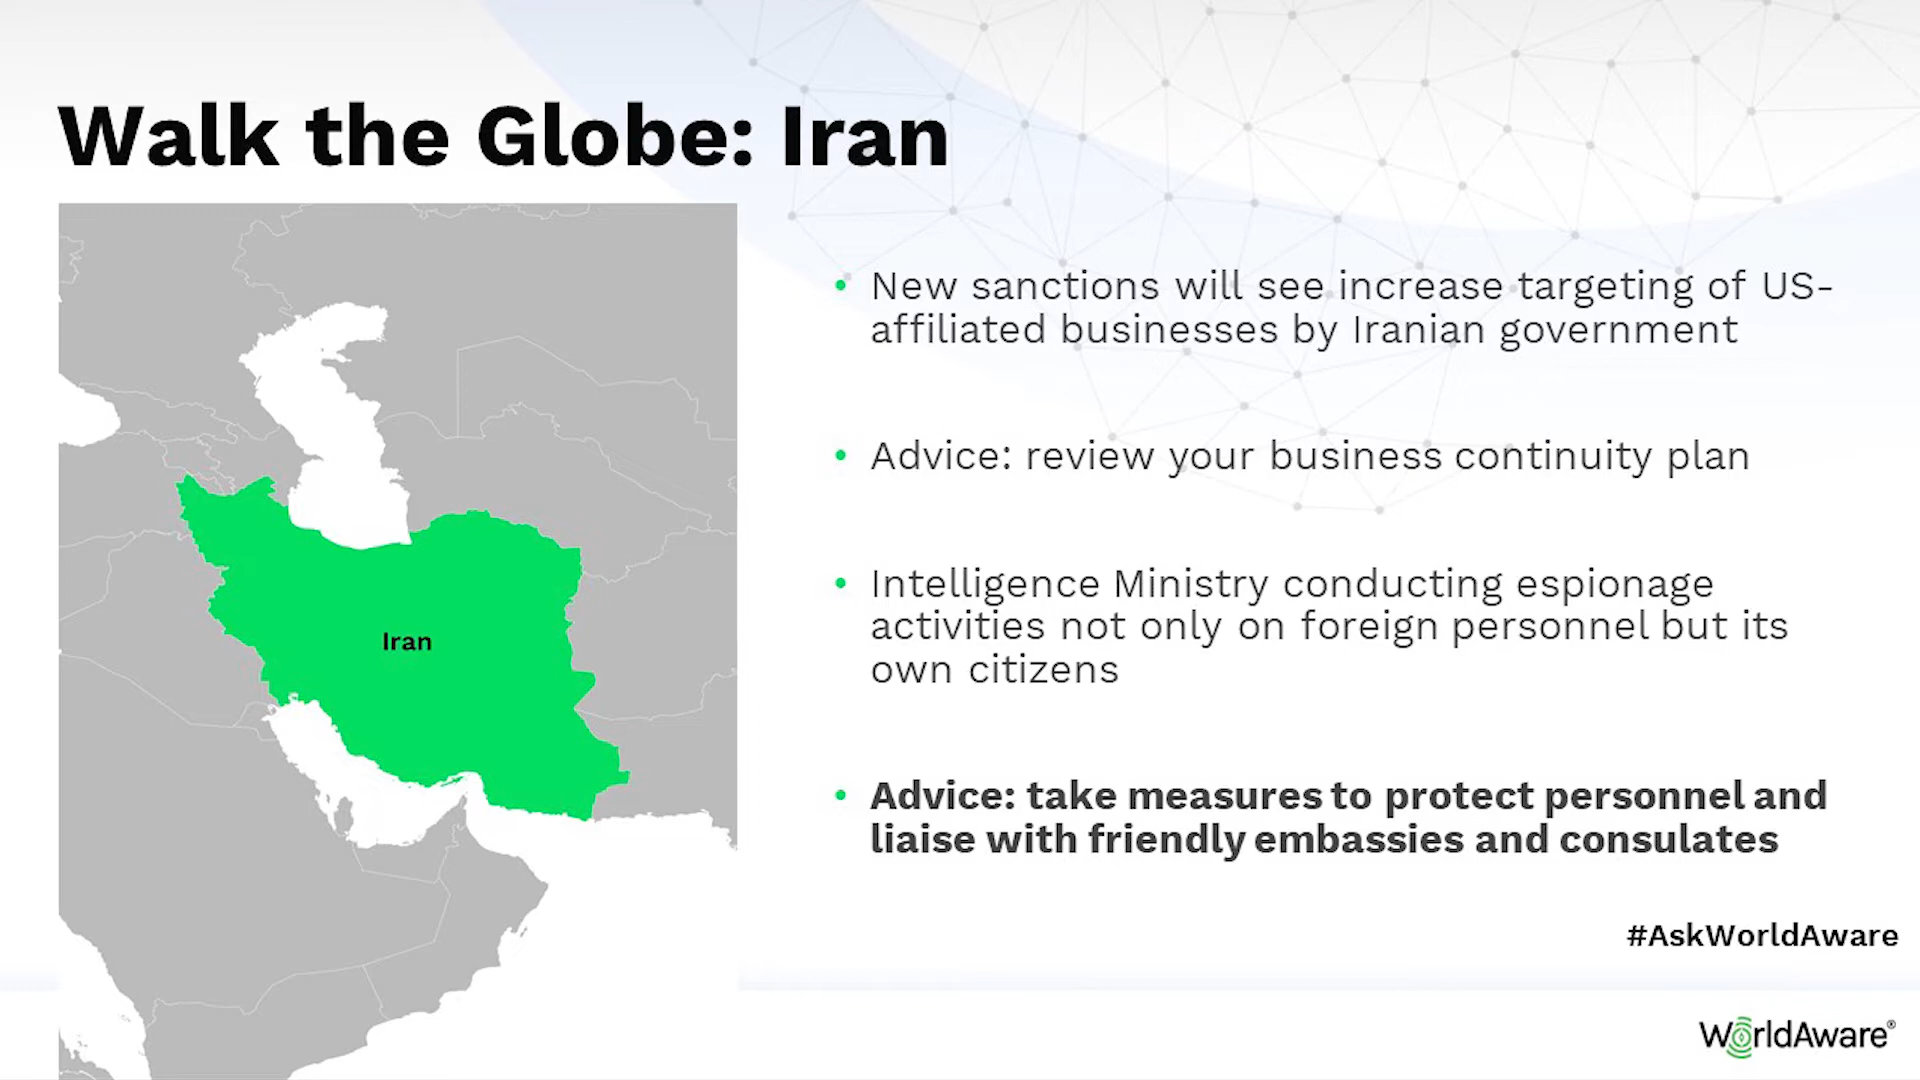 Walk the Globe: Iran
Iran
• New sanctions will see increase targeting of US-
affiliated businesses by Iranian government
• Advice: review your business continuity plan
• Intelligence Ministry conducting espionage
activities not only on foreign personnel but its
own citizens
• Advice: take measures to protect personnel and
liaise with friendly embassies and consulates
#AskWorldAware
WorldAware®